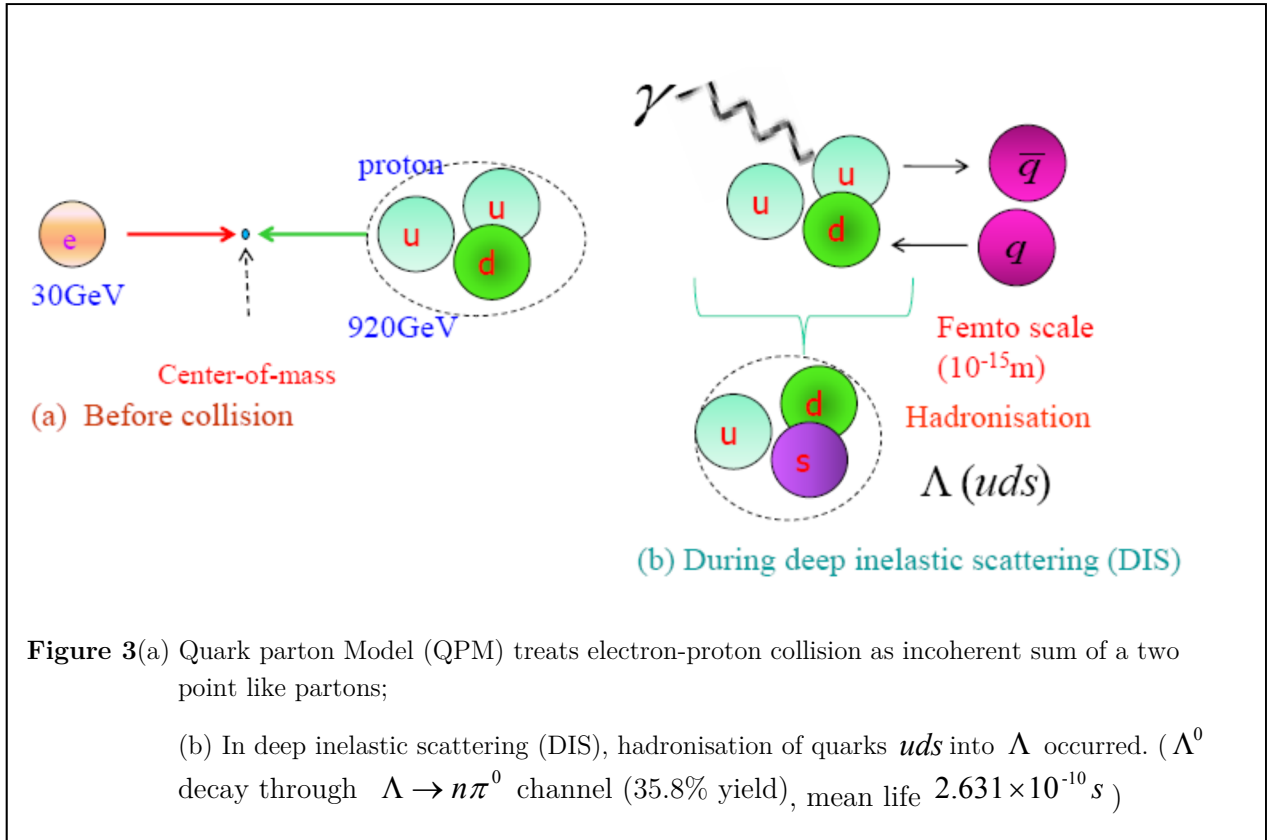 proton
e
u
u
d
30GeV
920GeV
Center-of-mass
(a) Before collision
γ
u
u
d
q̅
q
Femto scale
(10⁻¹⁵m)
Hadronisation
u
d
s
Λ (uds)
(b) During deep inelastic scattering (DIS)
Figure 3(a) Quark parton Model (QPM) treats electron-proton collision as incoherent sum of a two
point like partons;
(b) In deep inelastic scattering (DIS), hadronisation of quarks uds into Λ occurred. ( Λ⁰
decay through Λ → nπ⁰ channel (35.8% yield), mean life 2.631×10⁻¹⁰ s )